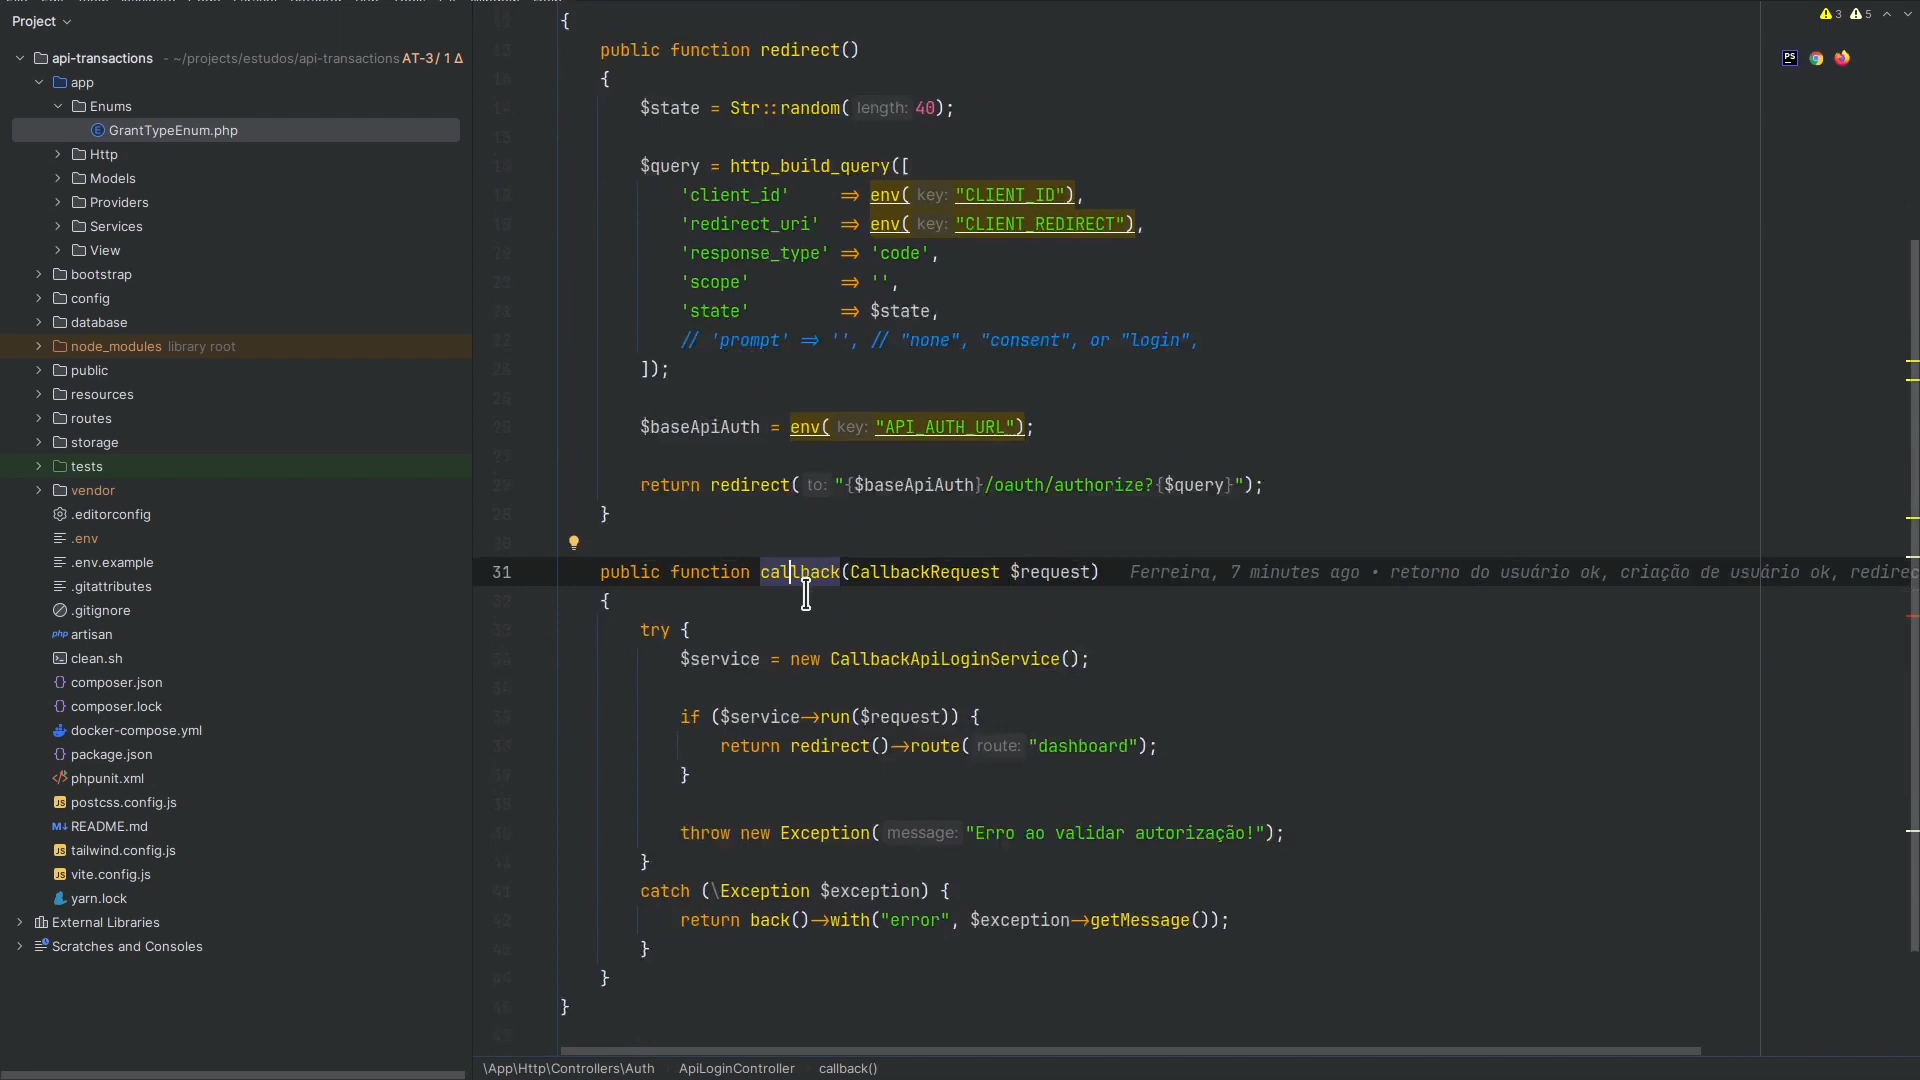 Project
3 5
api-transactions - ~/projects/estudos/api-transactions AT-3 / 1 Δ
app
Enums
GrantTypeEnum.php
Http
Models
Providers
Services
View
bootstrap
config
database
node_modules library root
public
resources
routes
storage
tests
vendor
.editorconfig
.env
.env.example
.gitattributes
.gitignore
artisan
clean.sh
composer.json
composer.lock
docker-compose.yml
package.json
phpunit.xml
postcss.config.js
README.md
tailwind.config.js
vite.config.js
yarn.lock
External Libraries
Scratches and Consoles
{
public function redirect()
{
$state = Str::random( length: 40);
$query = http_build_query([
'client_id' => env( key: "CLIENT_ID"),
'redirect_uri' => env( key: "CLIENT_REDIRECT"),
'response_type' => 'code',
'scope' => '',
'state' => $state,
// 'prompt' => '', // "none", "consent", or "login",
]);
$baseApiAuth = env( key: "API_AUTH_URL");
return redirect( to: "{$baseApiAuth}/oauth/authorize?{$query}");
}
31 public function callback(CallbackRequest $request) Ferreira, 7 minutes ago • retorno do usuário ok, criação de usuário ok, redirec
{
try {
$service = new CallbackApiLoginService();
if ($service->run($request)) {
return redirect()->route( route: "dashboard");
}
throw new Exception( message: "Erro ao validar autorização!");
}
catch (\Exception $exception) {
return back()->with("error", $exception->getMessage());
}
}
}
\App\Http\Controllers\Auth ApiLoginController callback()